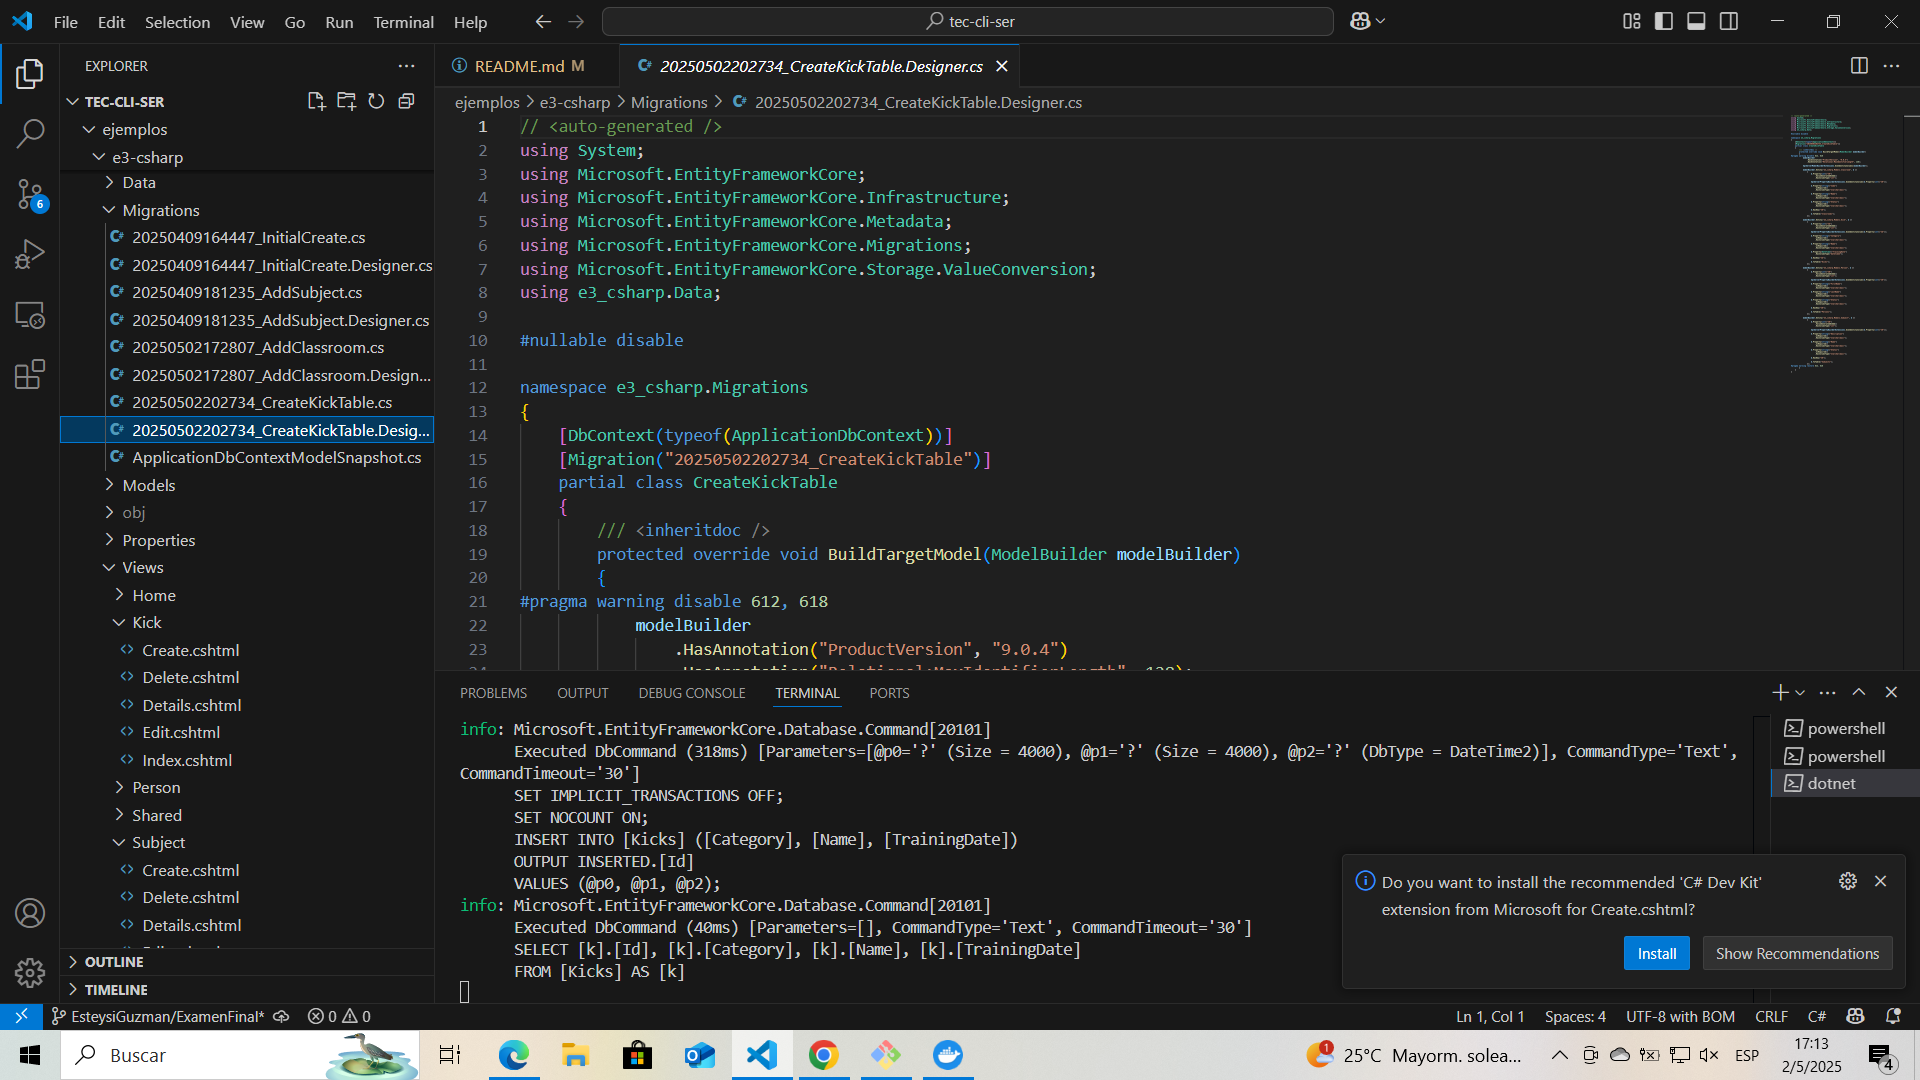 File Edit Selection View Go Run Terminal Help
tec-cli-ser
EXPLORER
TEC-CLI-SER
ejemplos
e3-csharp
Data
Migrations
20250409164447_InitialCreate.cs
20250409164447_InitialCreate.Designer.cs
20250409181235_AddSubject.cs
20250409181235_AddSubject.Designer.cs
20250502172807_AddClassroom.cs
20250502172807_AddClassroom.Design...
20250502202734_CreateKickTable.cs
20250502202734_CreateKickTable.Desig...
ApplicationDbContextModelSnapshot.cs
Models
obj
Properties
Views
Home
Kick
Create.cshtml
Delete.cshtml
Details.cshtml
Edit.cshtml
Index.cshtml
Person
Shared
Subject
Create.cshtml
Delete.cshtml
Details.cshtml
OUTLINE
TIMELINE
6
README.md M
20250502202734_CreateKickTable.Designer.cs
ejemplos > e3-csharp > Migrations > 20250502202734_CreateKickTable.Designer.cs
1 // <auto-generated />
2 using System;
3 using Microsoft.EntityFrameworkCore;
4 using Microsoft.EntityFrameworkCore.Infrastructure;
5 using Microsoft.EntityFrameworkCore.Metadata;
6 using Microsoft.EntityFrameworkCore.Migrations;
7 using Microsoft.EntityFrameworkCore.Storage.ValueConversion;
8 using e3_csharp.Data;
9
10 #nullable disable
11
12 namespace e3_csharp.Migrations
13 {
14 [DbContext(typeof(ApplicationDbContext))]
15 [Migration("20250502202734_CreateKickTable")]
16 partial class CreateKickTable
17 {
18 /// <inheritdoc />
19 protected override void BuildTargetModel(ModelBuilder modelBuilder)
20 {
21 #pragma warning disable 612, 618
22 modelBuilder
23 .HasAnnotation("ProductVersion", "9.0.4")
PROBLEMS OUTPUT DEBUG CONSOLE TERMINAL PORTS
info: Microsoft.EntityFrameworkCore.Database.Command[20101]
Executed DbCommand (318ms) [Parameters=[@p0='?' (Size = 4000), @p1='?' (Size = 4000), @p2='?' (DbType = DateTime2)], CommandType='Text',
CommandTimeout='30']
SET IMPLICIT_TRANSACTIONS OFF;
SET NOCOUNT ON;
INSERT INTO [Kicks] ([Category], [Name], [TrainingDate])
OUTPUT INSERTED.[Id]
VALUES (@p0, @p1, @p2);
info: Microsoft.EntityFrameworkCore.Database.Command[20101]
Executed DbCommand (40ms) [Parameters=[], CommandType='Text', CommandTimeout='30']
SELECT [k].[Id], [k].[Category], [k].[Name], [k].[TrainingDate]
FROM [Kicks] AS [k]
powershell
powershell
dotnet
Do you want to install the recommended 'C# Dev Kit'
extension from Microsoft for Create.cshtml?
Install
Show Recommendations
EsteysiGuzman/ExamenFinal* 0 0
Ln 1, Col 1 Spaces: 4 UTF-8 with BOM CRLF C#
Buscar
1
25°C Mayorm. solea...
ESP
17:13
2/5/2025
4